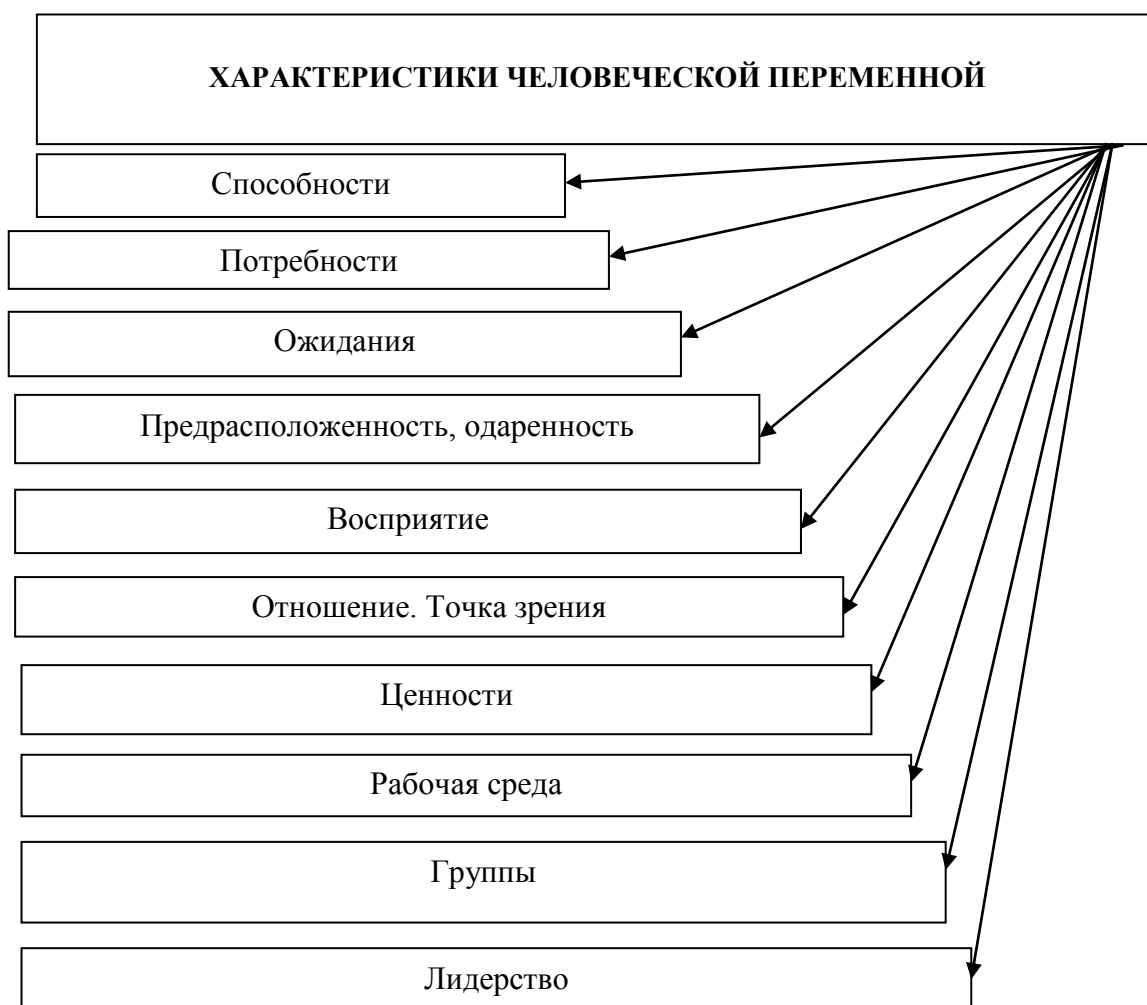 ХАРАКТЕРИСТИКИ ЧЕЛОВЕЧЕСКОЙ ПЕРЕМЕННОЙ
Способности
Потребности
Ожидания
Предрасположенность, одаренность
Восприятие
Отношение. Точка зрения
Ценности
Рабочая среда
Группы
Лидерство